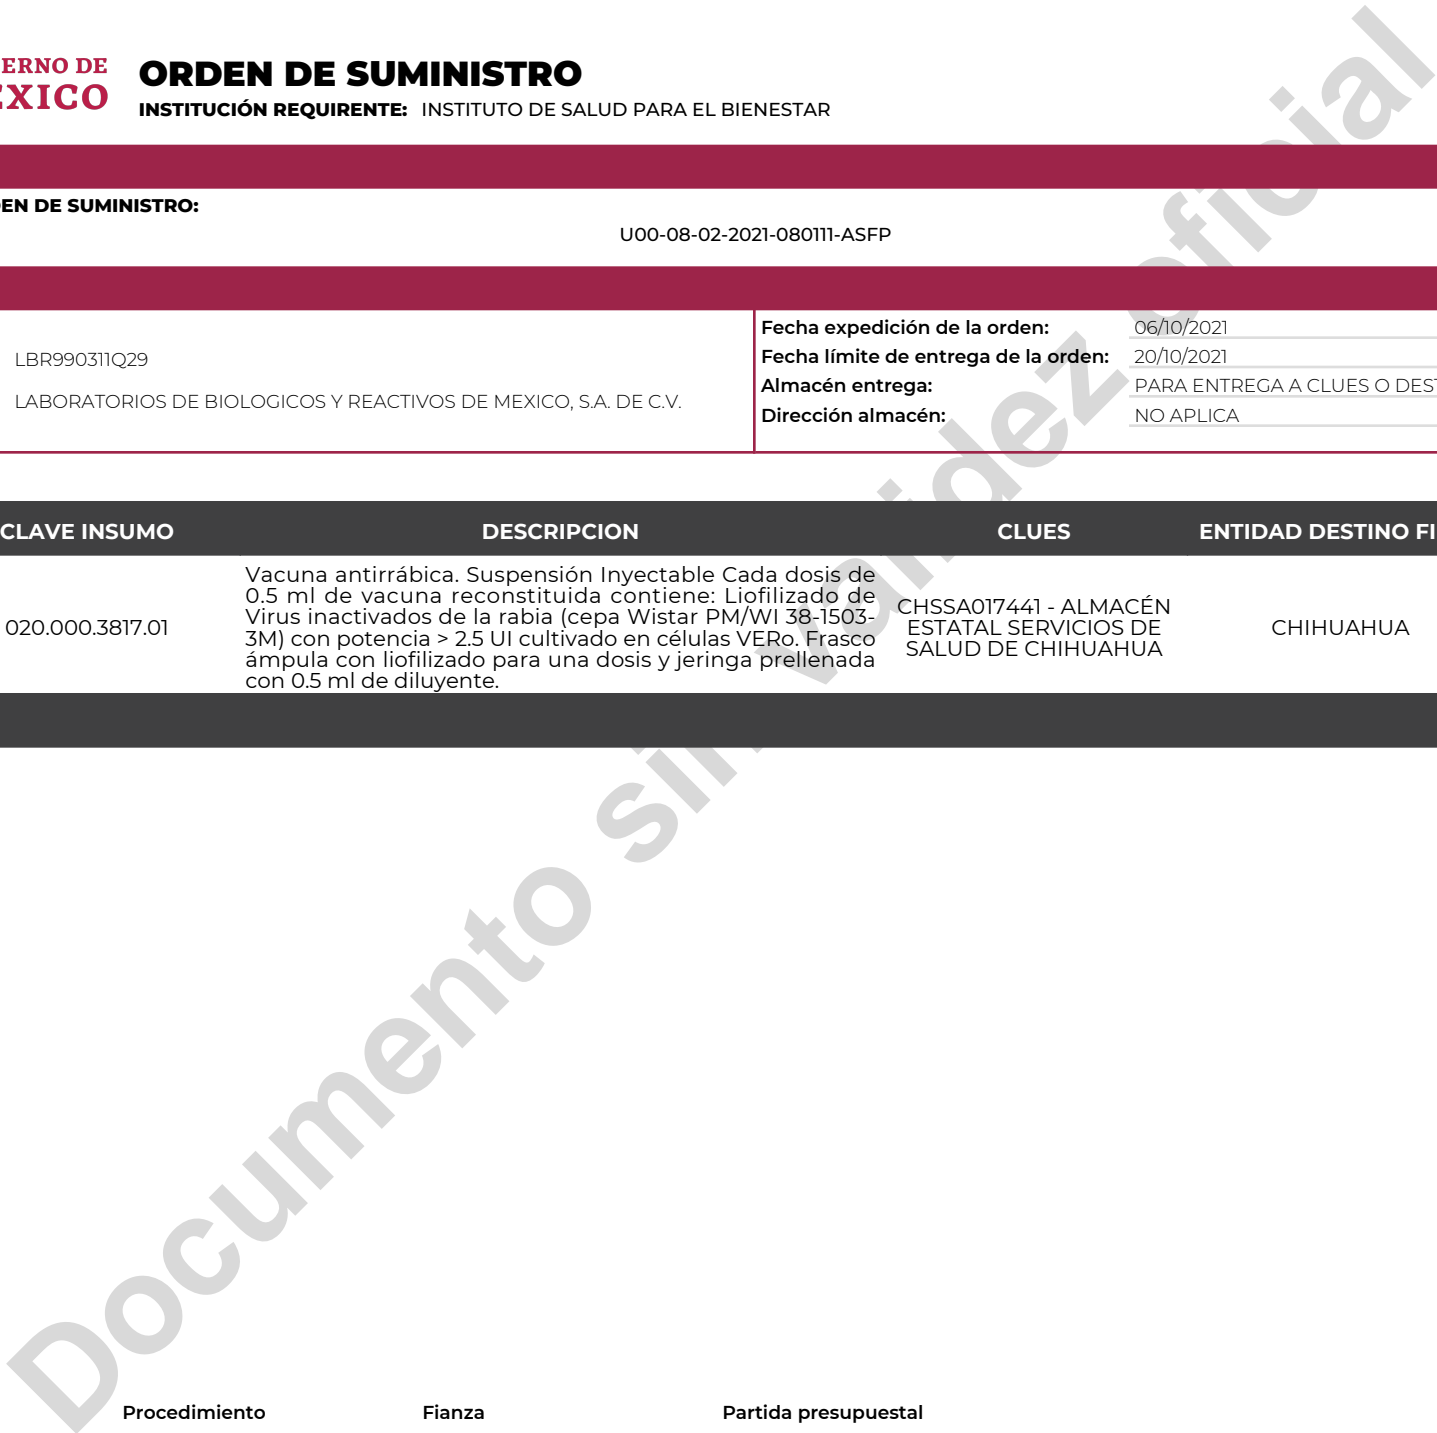 ERNO DE
EXICO
ORDEN DE SUMINISTRO
INSTITUCIÓN REQUIRENTE: INSTITUTO DE SALUD PARA EL BIENESTAR
EN DE SUMINISTRO:
U00-08-02-2021-080111-ASFP
LBR990311Q29
LABORATORIOS DE BIOLOGICOS Y REACTIVOS DE MEXICO, S.A. DE C.V.
Fecha expedición de la orden: 06/10/2021
Fecha límite de entrega de la orden: 20/10/2021
Almacén entrega: PARA ENTREGA A CLUES O DEST
Dirección almacén: NO APLICA
CLAVE INSUMO DESCRIPCION CLUES ENTIDAD DESTINO FI
020.000.3817.01
Vacuna antirrábica. Suspensión Inyectable Cada dosis de
0.5 ml de vacuna reconstituida contiene: Liofilizado de
Virus inactivados de la rabia (cepa Wistar PM/WI 38-1503-
3M) con potencia > 2.5 UI cultivado en células VERo. Frasco
ámpula con liofilizado para una dosis y jeringa prellenada
con 0.5 ml de diluyente.
CHSSA017441 - ALMACÉN
ESTATAL SERVICIOS DE
SALUD DE CHIHUAHUA
CHIHUAHUA
Documento sin validez oficial
Procedimiento Fianza Partida presupuestal